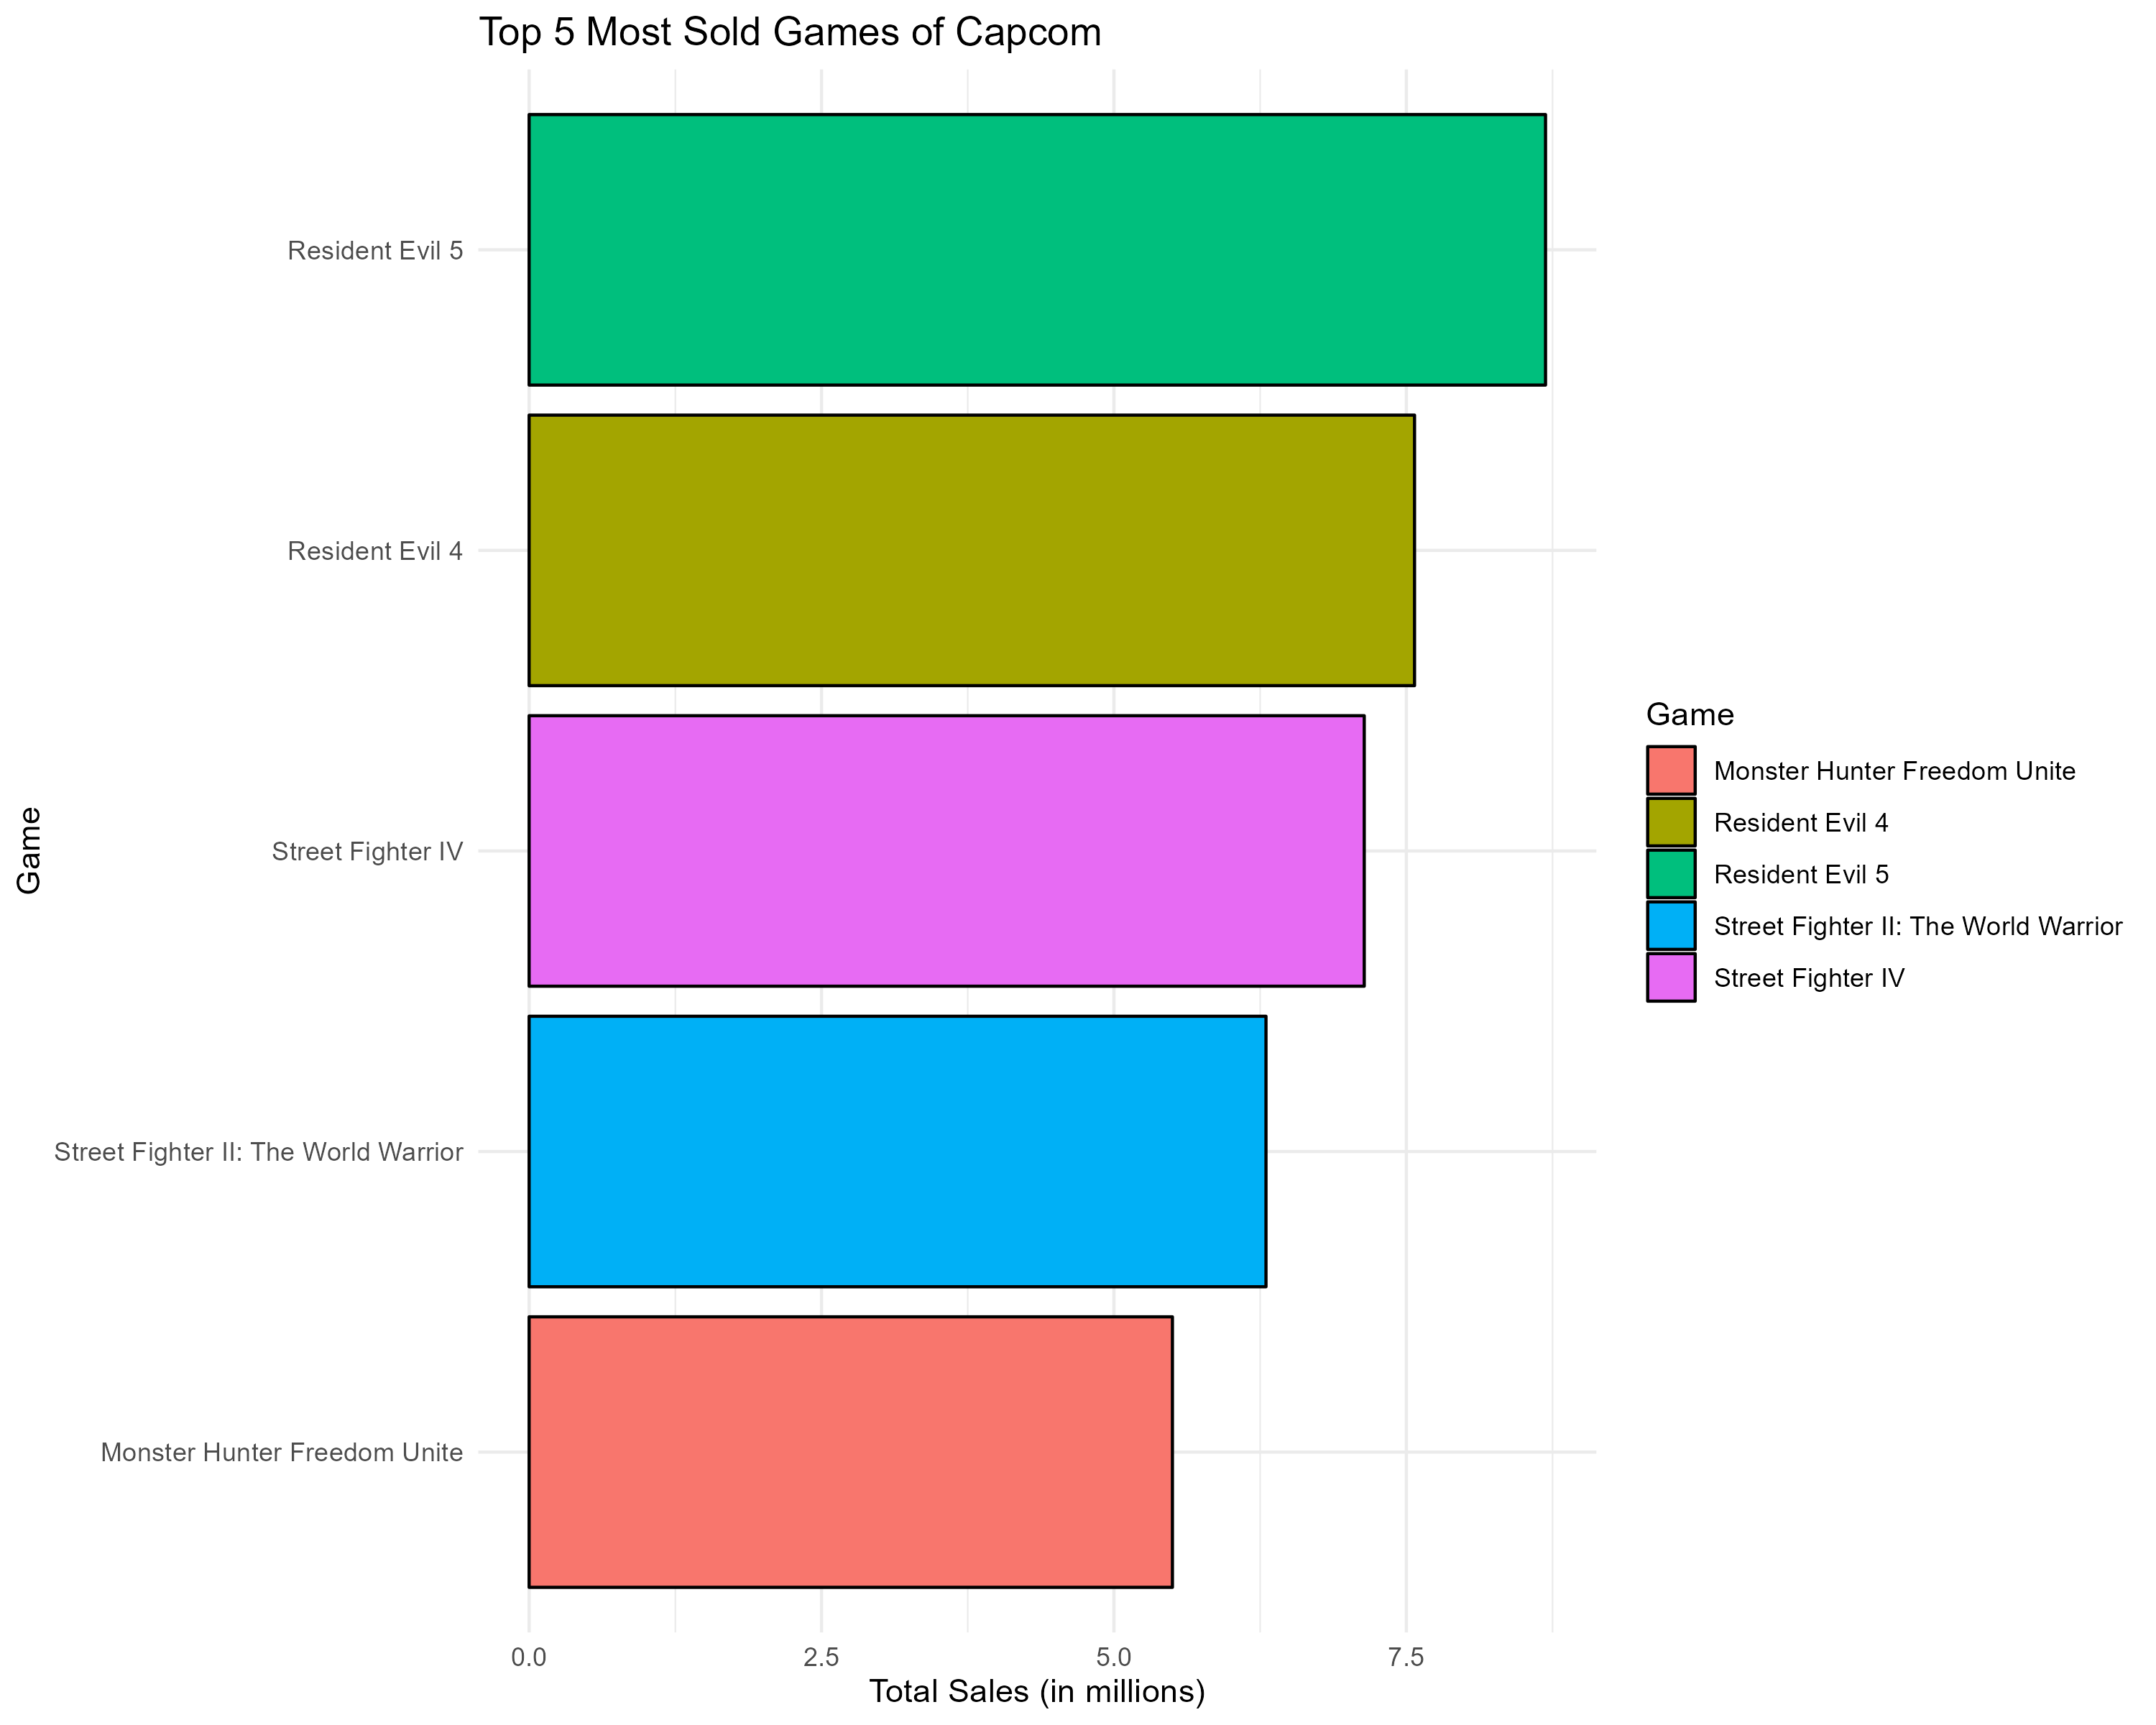 Top 5 Most Sold Games of Capcom
Game
Resident Evil 5
Resident Evil 4
Street Fighter IV
Street Fighter II: The World Warrior
Monster Hunter Freedom Unite
0.0 2.5 5.0 7.5
Total Sales (in millions)
Game
Monster Hunter Freedom Unite
Resident Evil 4
Resident Evil 5
Street Fighter II: The World Warrior
Street Fighter IV